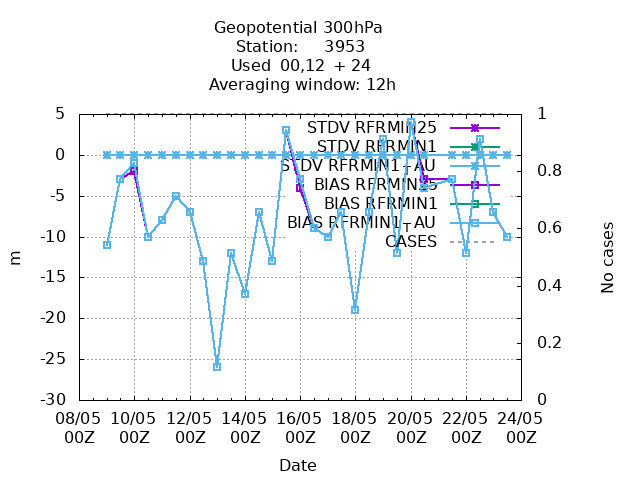 Geopotential 300hPa
Station: 3953
Used 00,12 + 24
Averaging window: 12h
5 1
STDV RFRMIN25
STDV RFRMIN1
0
STDV RFRMIN1_AU
0.8
BIAS RFRMIN25
-5
BIAS RFRMIN1
BIAS RFRMIN1_AU
0.6
-10
CASES
m
No cases
-15
0.4
-20
0.2
-25
-30 0
08/05 10/05 12/05 14/05 16/05 18/05 20/05 22/05 24/05
00Z 00Z 00Z 00Z 00Z 00Z 00Z 00Z 00Z
Date